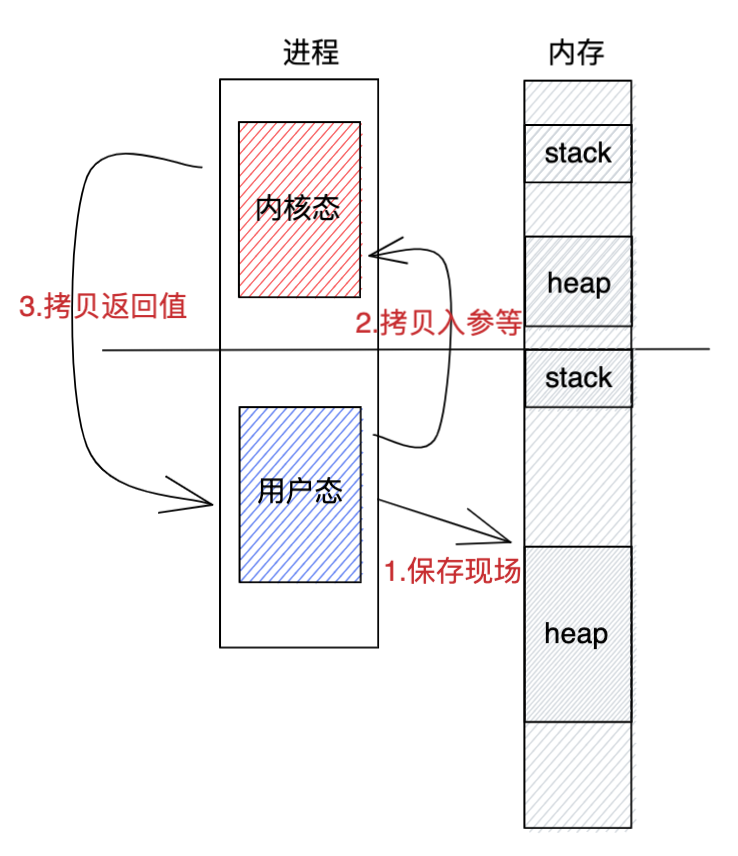 进程
内存
stack
内核态
heap
3.拷贝返回值
2.拷贝入参等
stack
用户态
1.保存现场
heap